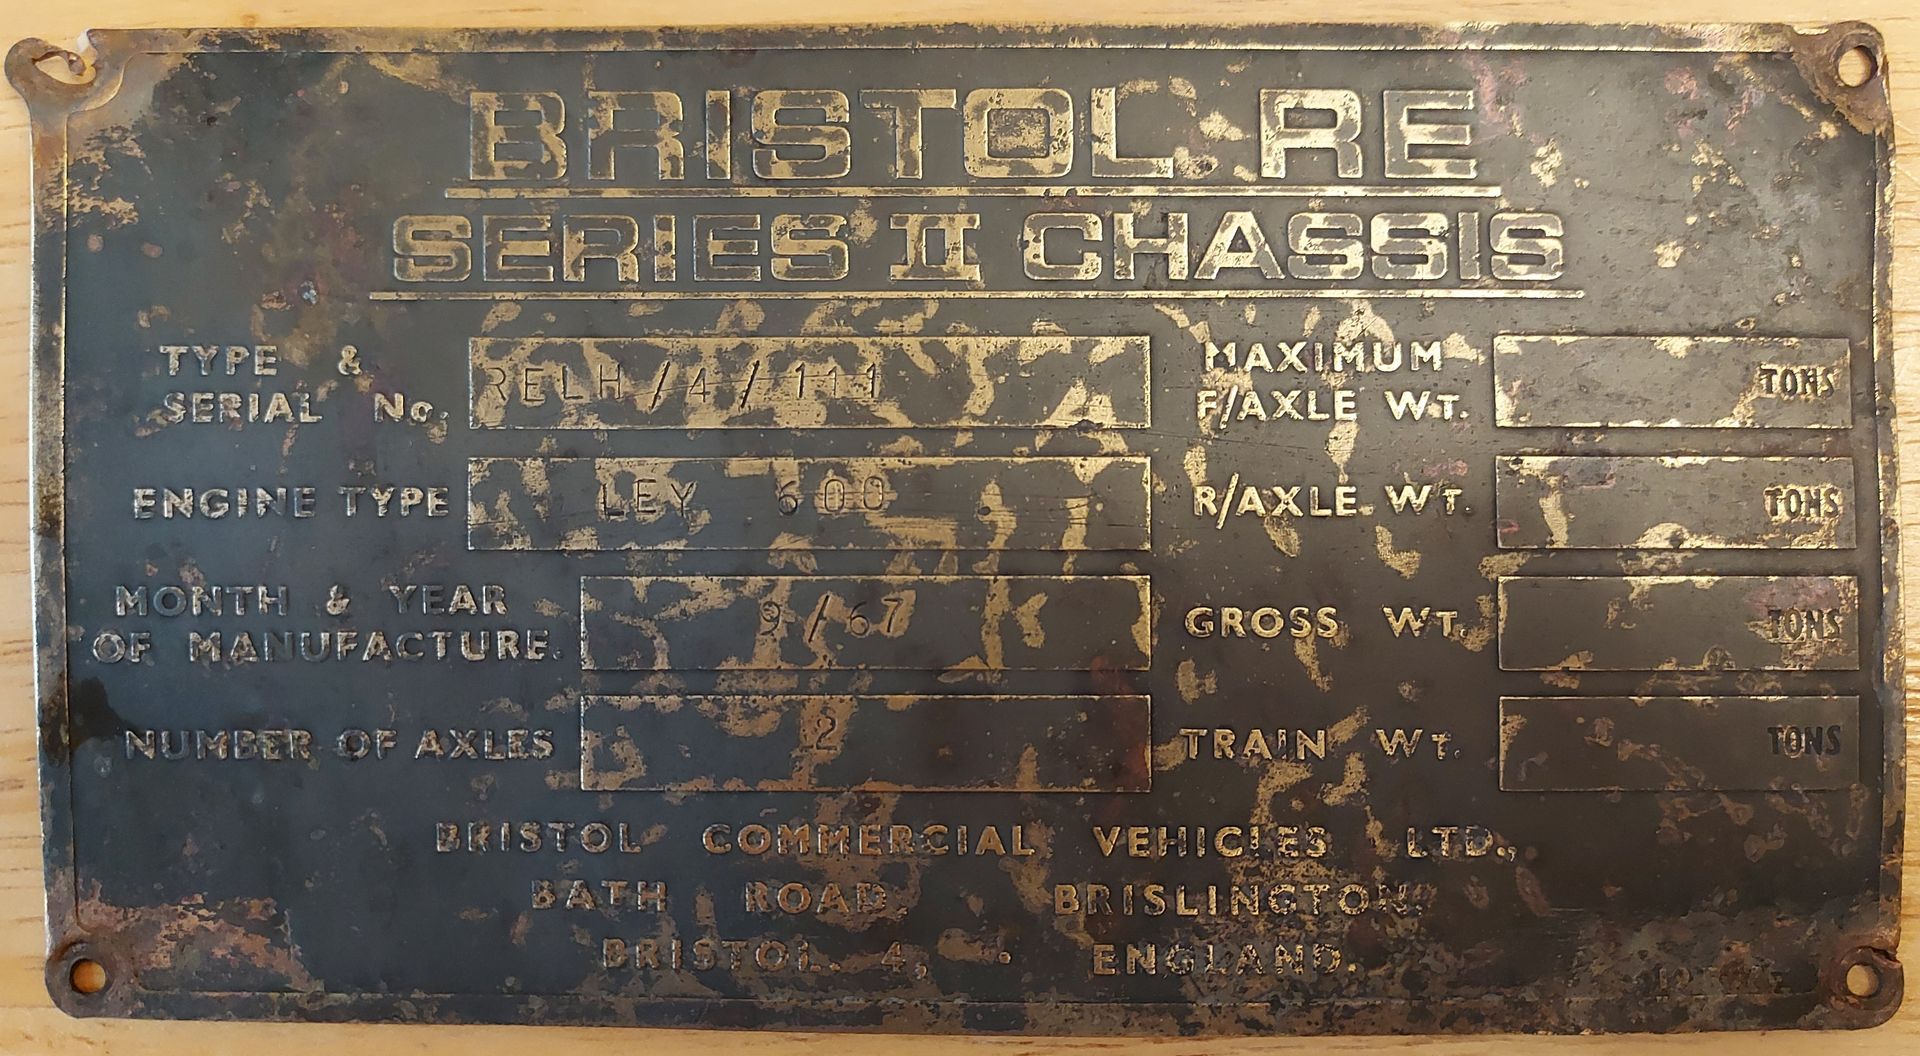 BRISTOL RE
SERIES II CHASSIS
TYPE &
SERIAL No.
RELH/4/111
MAXIMUM
F/AXLE WT.
TONS
ENGINE TYPE
LEY 600
R/AXLE WT.
TONS
MONTH & YEAR
OF MANUFACTURE.
9/67
GROSS WT.
TONS
NUMBER OF AXLES
2
TRAIN WT.
TONS
BRISTOL COMMERCIAL VEHICLES LTD.,
BATH ROAD, BRISLINGTON.
BRISTOL. 4, ENGLAND.